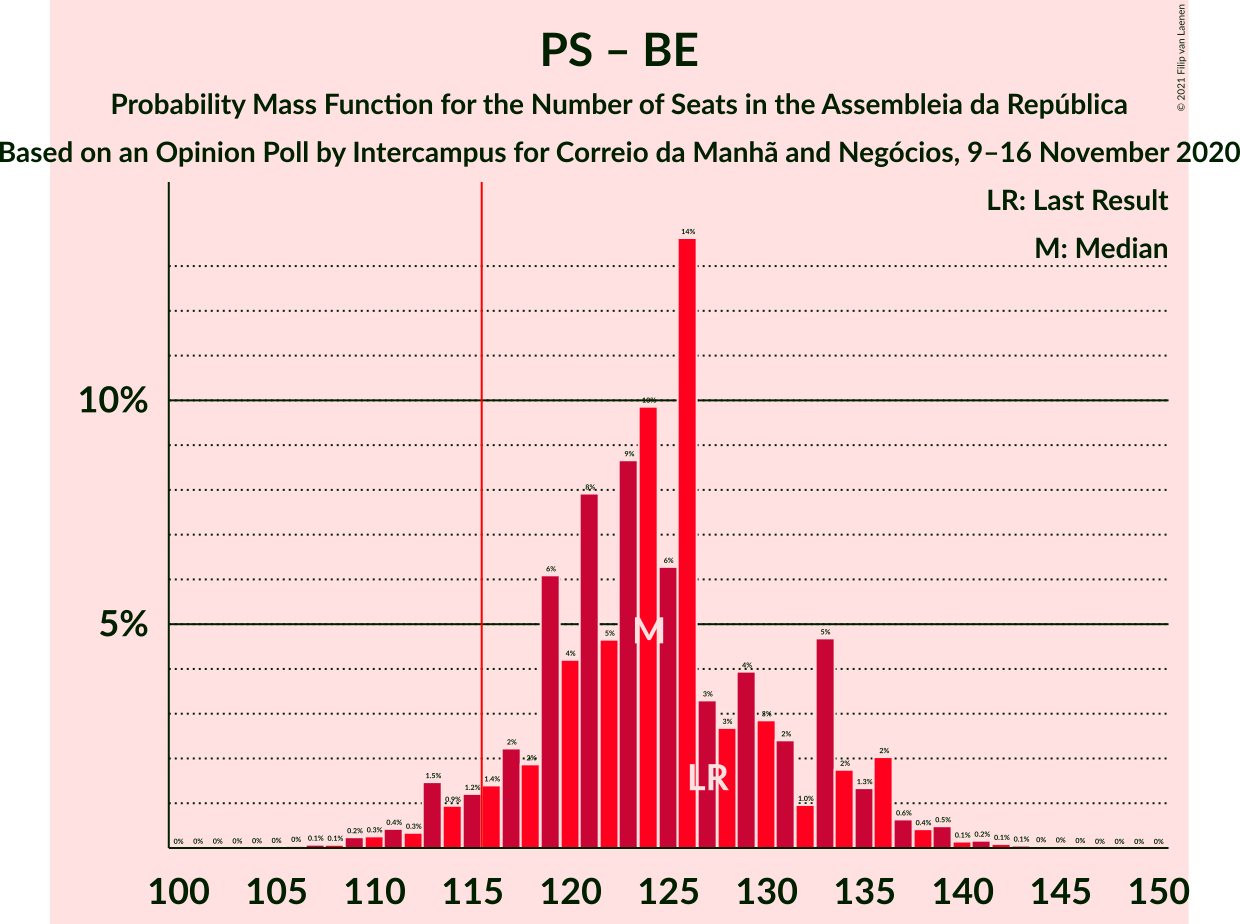 PS – BE
Probability Mass Function for the Number of Seats in the Assembleia da República
Based on an Opinion Poll by Intercampus for Correio da Manhã and Negócios, 9–16 November 2020
© 2021 Filip van Laenen
LR: Last Result
M: Median
10%
5%
0% 0% 0% 0% 0% 0% 0% 0.1% 0.1% 0.2% 0.3% 0.4% 0.3% 1.5% 0.9% 1.2% 1.4% 2% 2% 6% 4% 8% 5% 9% 10% 6% 14% 3% 3% 4% 3% 2% 1.0% 5% 2% 1.3% 2% 0.6% 0.4% 0.5% 0.1% 0.2% 0.1% 0.1% 0% 0% 0% 0% 0% 0% 0%
M
LR
100 105 110 115 120 125 130 135 140 145 150